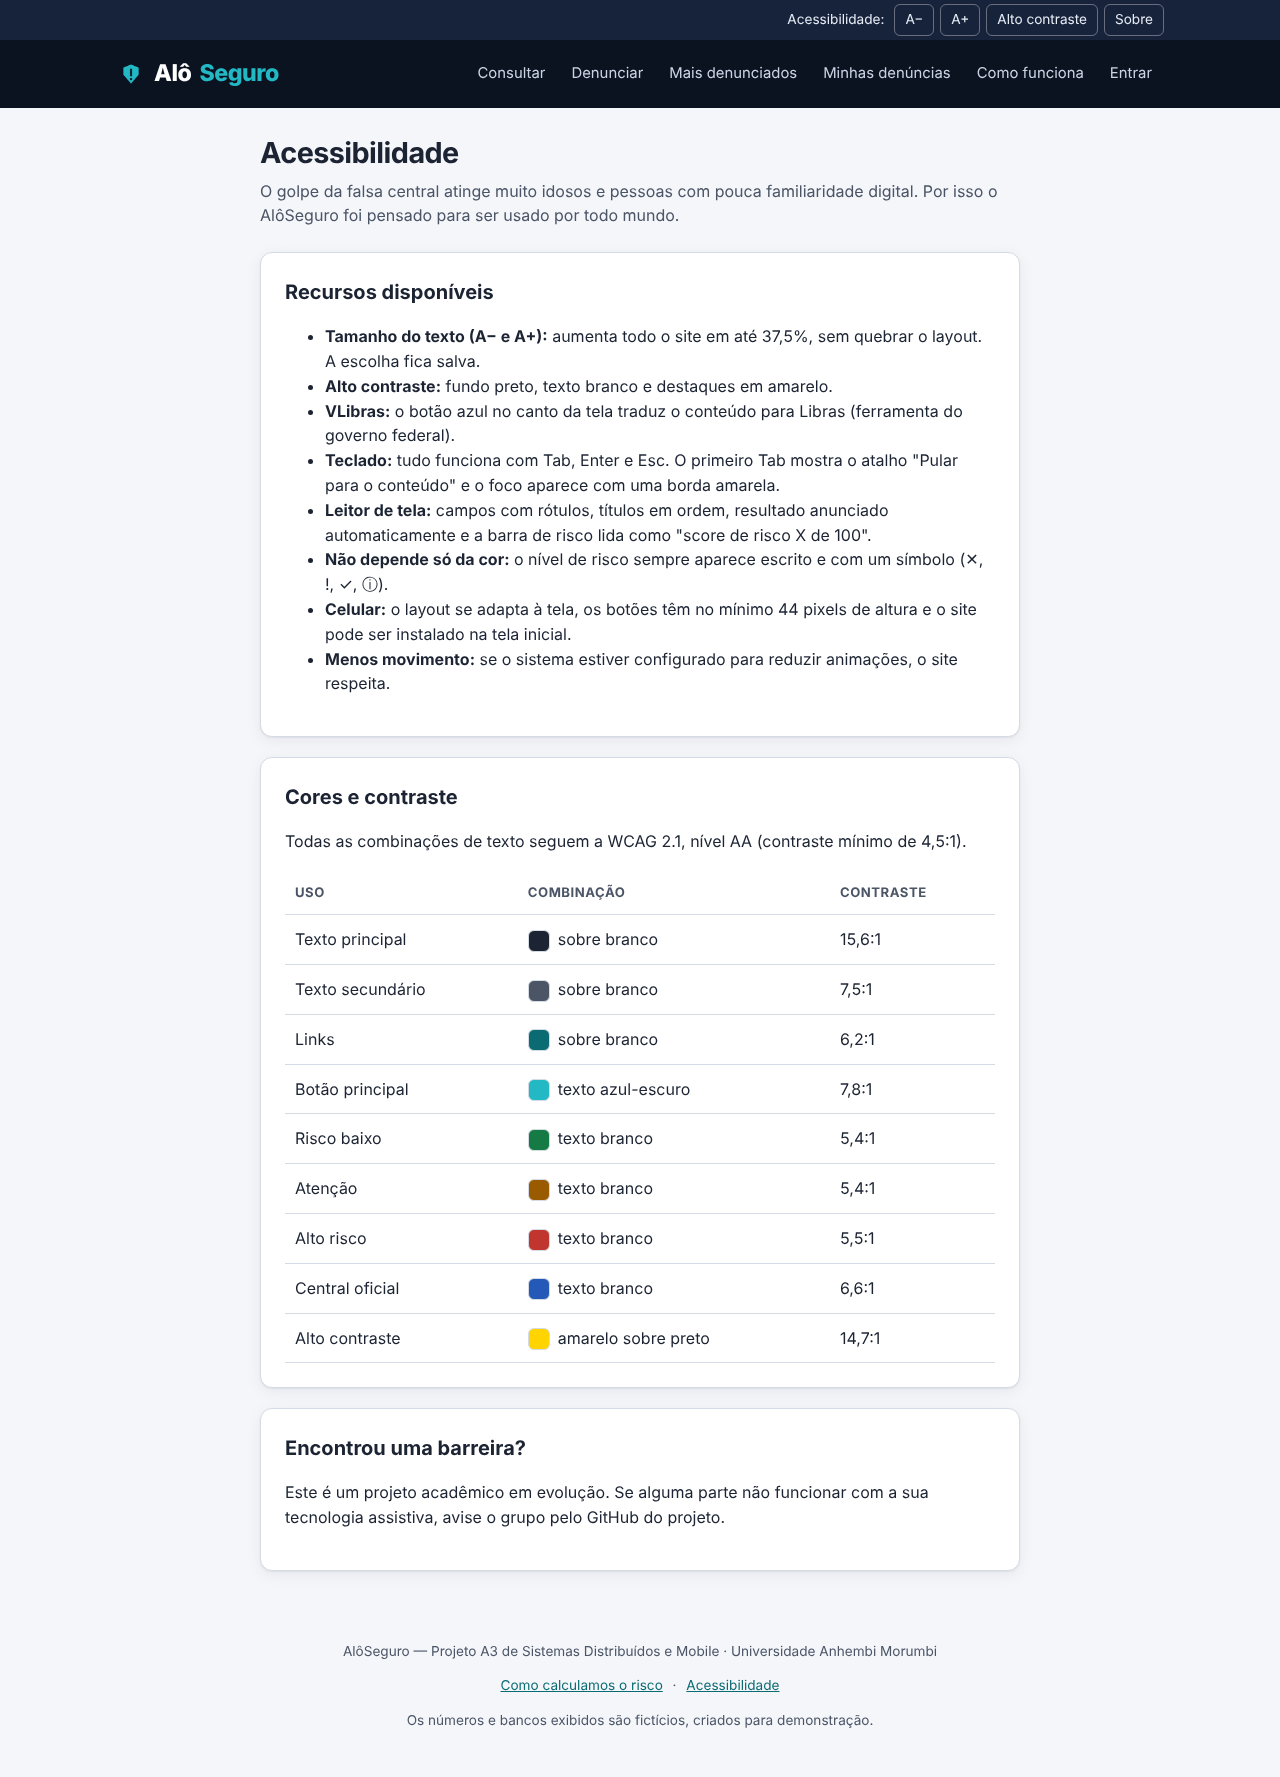 Acessibilidade: A− A+ Alto contraste Sobre
Alô Seguro Consultar Denunciar Mais denunciados Minhas denúncias Como funciona Entrar
Acessibilidade
O golpe da falsa central atinge muito idosos e pessoas com pouca familiaridade digital. Por isso o
AlôSeguro foi pensado para ser usado por todo mundo.
Recursos disponíveis
• Tamanho do texto (A− e A+): aumenta todo o site em até 37,5%, sem quebrar o layout.
A escolha fica salva.
• Alto contraste: fundo preto, texto branco e destaques em amarelo.
• VLibras: o botão azul no canto da tela traduz o conteúdo para Libras (ferramenta do
governo federal).
• Teclado: tudo funciona com Tab, Enter e Esc. O primeiro Tab mostra o atalho "Pular
para o conteúdo" e o foco aparece com uma borda amarela.
• Leitor de tela: campos com rótulos, títulos em ordem, resultado anunciado
automaticamente e a barra de risco lida como "score de risco X de 100".
• Não depende só da cor: o nível de risco sempre aparece escrito e com um símbolo (✕,
!, ✓, ⓘ).
• Celular: o layout se adapta à tela, os botões têm no mínimo 44 pixels de altura e o site
pode ser instalado na tela inicial.
• Menos movimento: se o sistema estiver configurado para reduzir animações, o site
respeita.
Cores e contraste
Todas as combinações de texto seguem a WCAG 2.1, nível AA (contraste mínimo de 4,5:1).
USO COMBINAÇÃO CONTRASTE
Texto principal sobre branco 15,6:1
Texto secundário sobre branco 7,5:1
Links sobre branco 6,2:1
Botão principal texto azul-escuro 7,8:1
Risco baixo texto branco 5,4:1
Atenção texto branco 5,4:1
Alto risco texto branco 5,5:1
Central oficial texto branco 6,6:1
Alto contraste amarelo sobre preto 14,7:1
Encontrou uma barreira?
Este é um projeto acadêmico em evolução. Se alguma parte não funcionar com a sua
tecnologia assistiva, avise o grupo pelo GitHub do projeto.
AlôSeguro — Projeto A3 de Sistemas Distribuídos e Mobile · Universidade Anhembi Morumbi
Como calculamos o risco · Acessibilidade
Os números e bancos exibidos são fictícios, criados para demonstração.